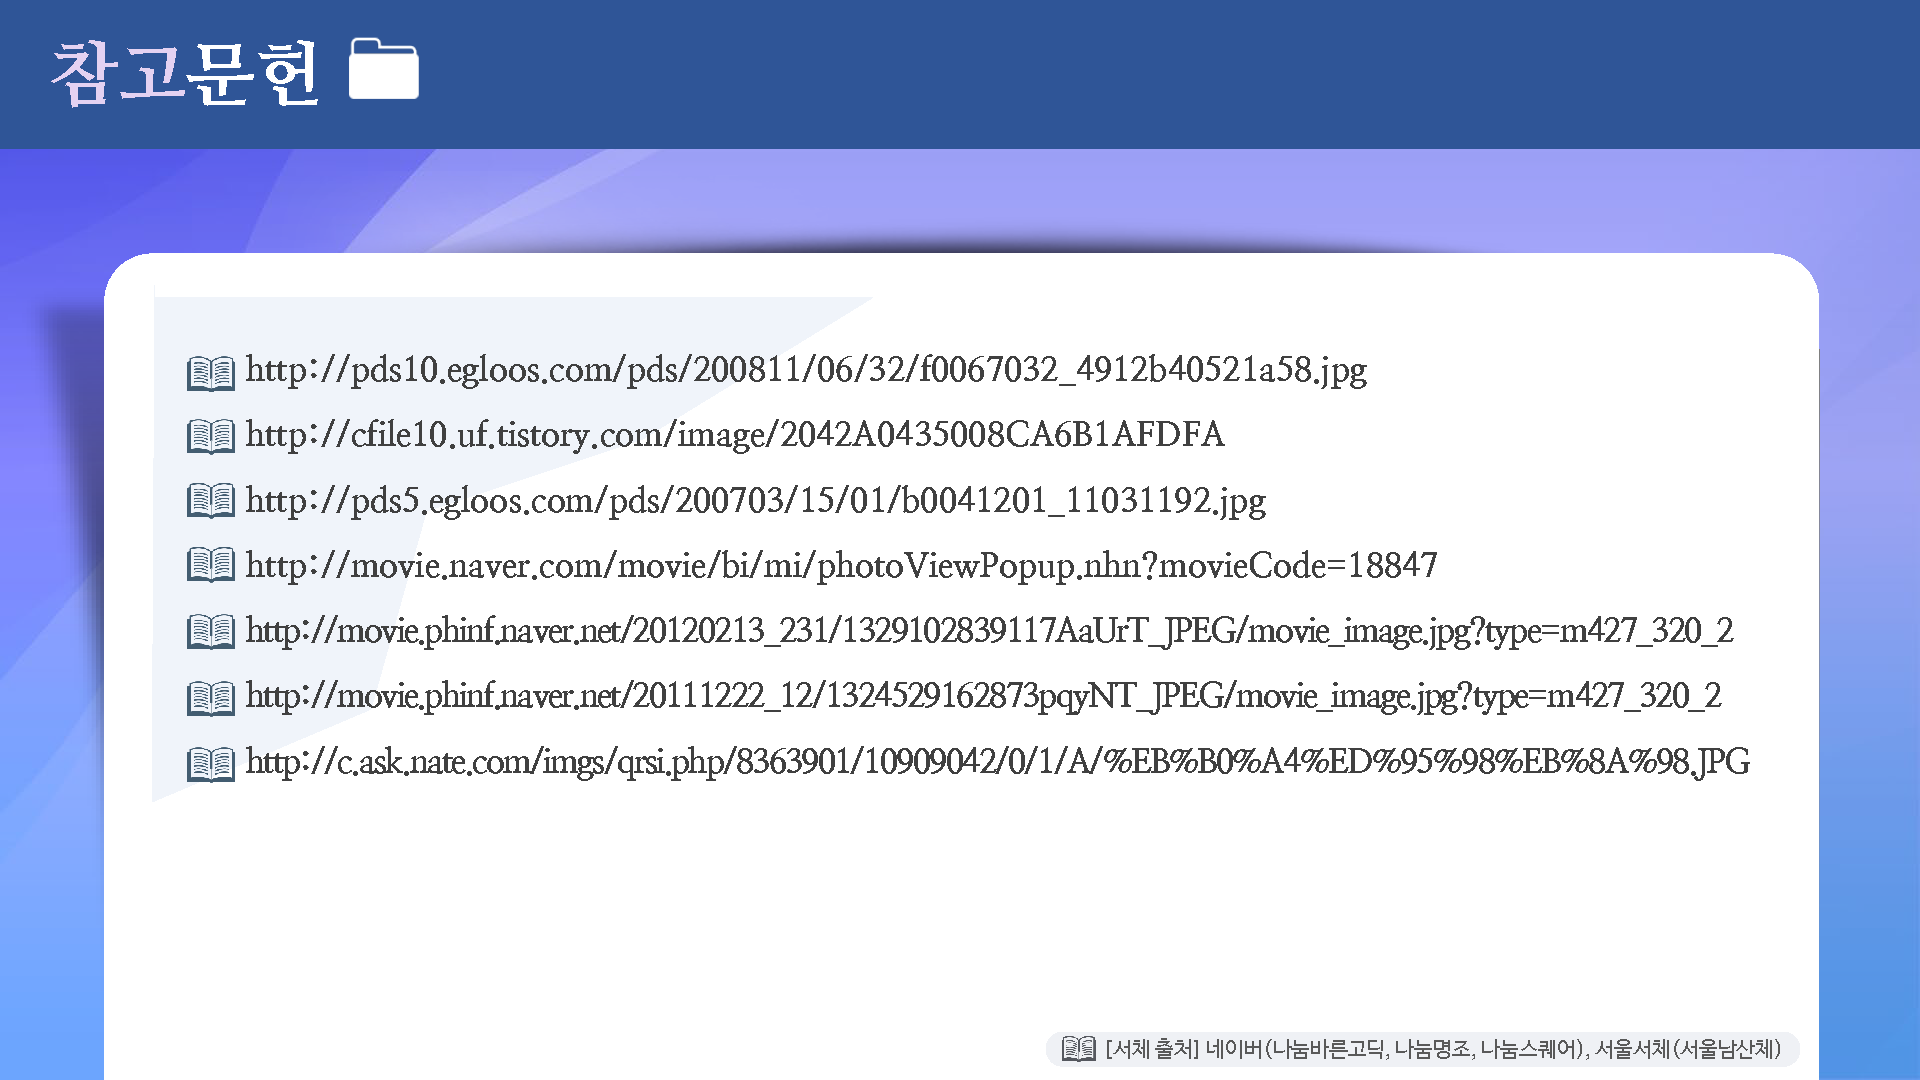 참고문헌
http://pds10.egloos.com/pds/200811/06/32/f0067032_4912b40521a58.jpg
http://cfile10.uf.tistory.com/image/2042A0435008CA6B1AFDFA
http://pds5.egloos.com/pds/200703/15/01/b0041201_11031192.jpg
http://movie.naver.com/movie/bi/mi/photoViewPopup.nhn?movieCode=18847
http://movie.phinf.naver.net/20120213_231/1329102839117AaUrT_JPEG/movie_image.jpg?type=m427_320_2
http://movie.phinf.naver.net/20111222_12/1324529162873pqyNT_JPEG/movie_image.jpg?type=m427_320_2
http://c.ask.nate.com/imgs/qrsi.php/8363901/10909042/0/1/A/%EB%B0%A4%ED%95%98%EB%8A%98.JPG
[서체 출처] 네이버(나눔바른고딕, 나눔명조, 나눔스퀘어), 서울서체(서울남산체)